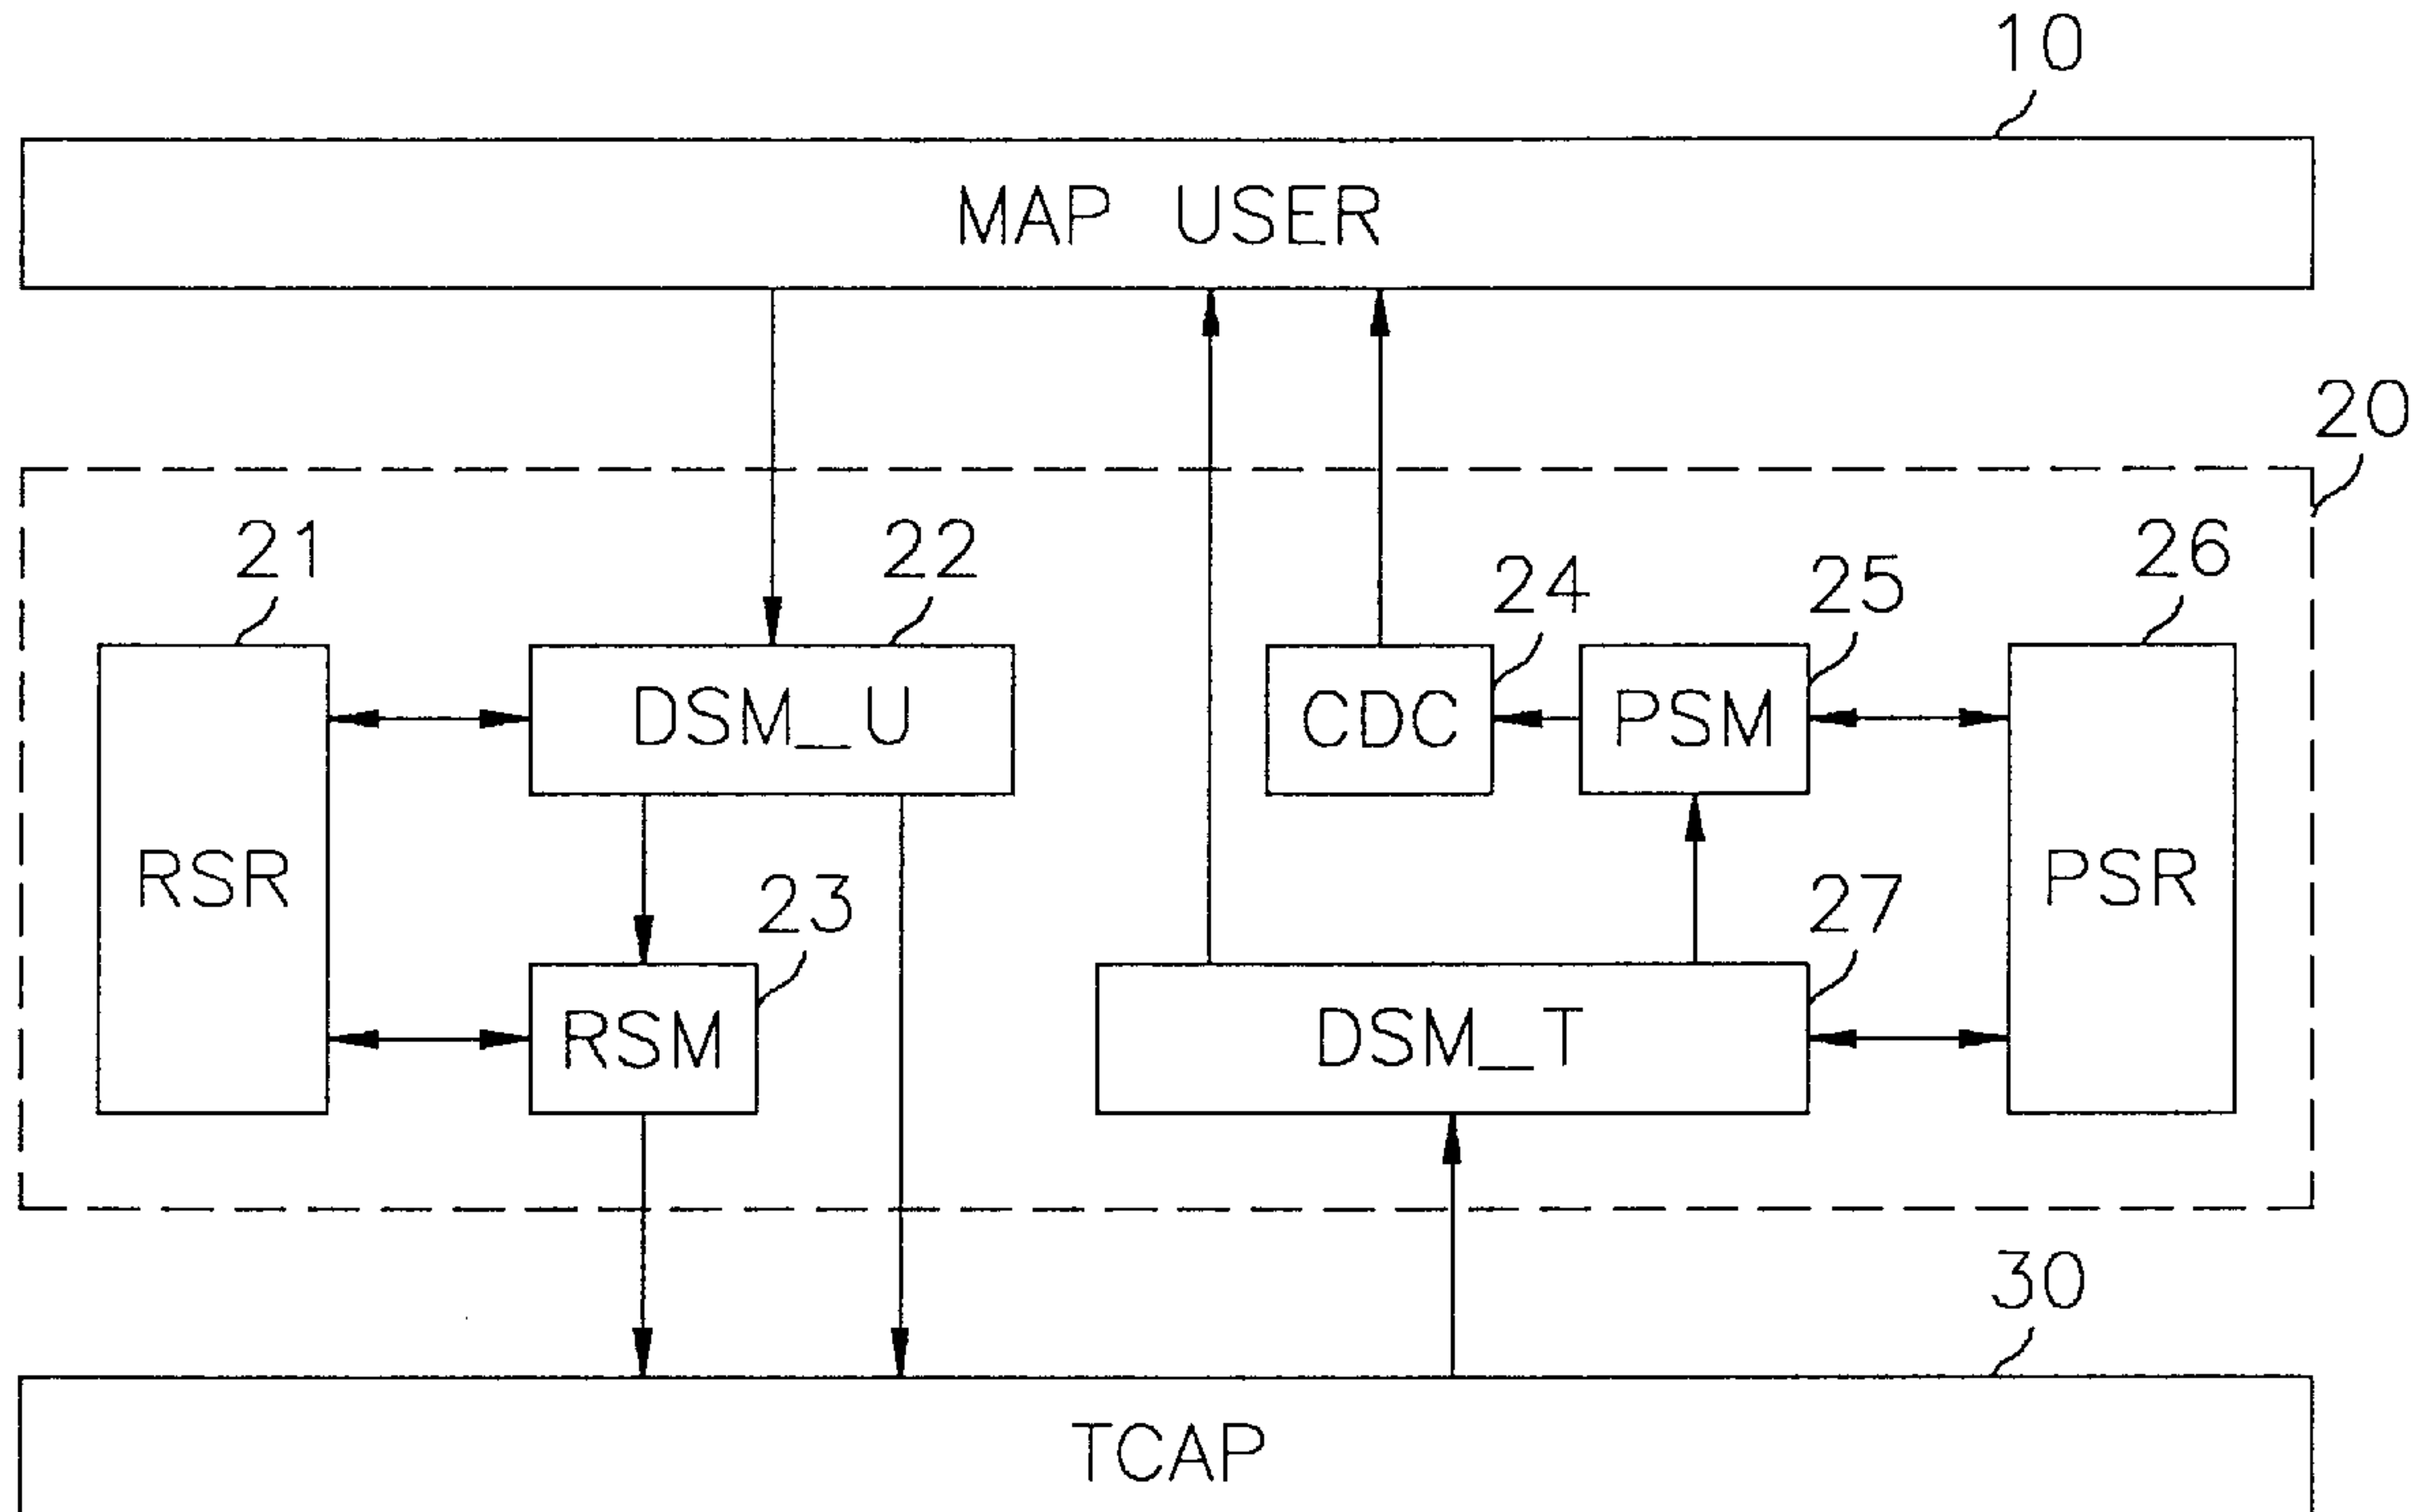 10
MAP USER
20
21
22
24
25
26
DSM_U
CDC
PSM
RSR
23
27
PSR
RSM
DSM_T
30
TCAP